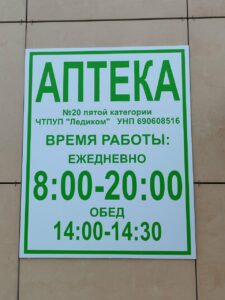 АПТЕКА
№20 пятой категории
ЧТПУП "Ледиком" УНП 690608516
ВРЕМЯ РАБОТЫ:
ЕЖЕДНЕВНО
8:00-20:00
ОБЕД
14:00-14:30